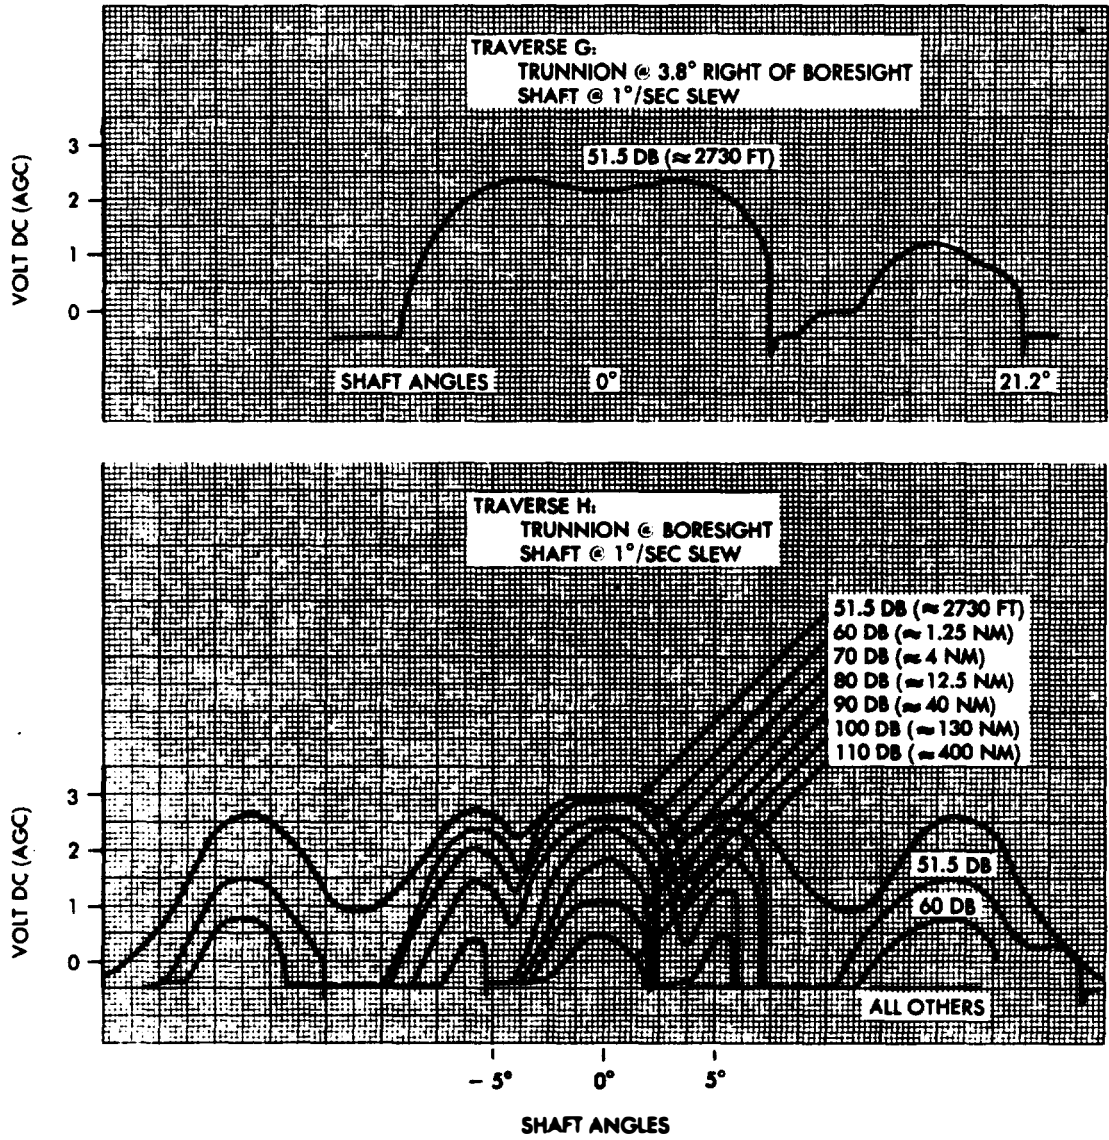 TRAVERSE G:
TRUNNION @ 3.8° RIGHT OF BORESIGHT
SHAFT @ 1°/SEC SLEW
51.5 DB (≈ 2730 FT)
3
2
1
0
VOLT DC (AGC)
SHAFT ANGLES 0° 21.2°
TRAVERSE H:
TRUNNION @ BORESIGHT
SHAFT @ 1°/SEC SLEW
51.5 DB (≈ 2730 FT)
60 DB (≈ 1.25 NM)
70 DB (≈ 4 NM)
80 DB (≈ 12.5 NM)
90 DB (≈ 40 NM)
100 DB (≈ 130 NM)
110 DB (≈ 400 NM)
3
2
1
0
VOLT DC (AGC)
51.5 DB
60 DB
ALL OTHERS
- 5° 0° 5°
SHAFT ANGLES